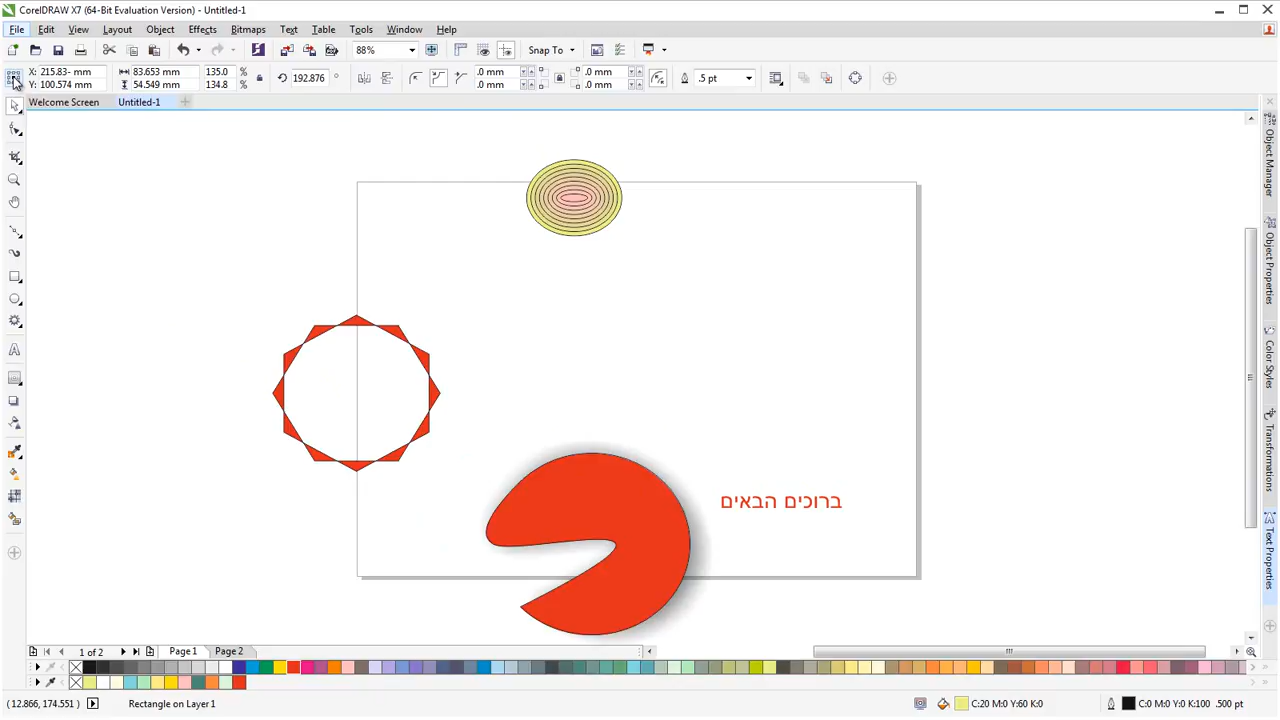 CorelDRAW X7 (64-Bit Evaluation Version) - Untitled-1
File Edit View Layout Object Effects Bitmaps Text Table Tools Window Help
88% Snap To
X: 215.83- mm 83.653 mm 135.0 % 192.876 ° .0 mm .0 mm .5 pt
Y: 100.574 mm 54.549 mm 134.8 % .0 mm .0 mm
Welcome Screen Untitled-1
Object Manager
Object Properties
Color Styles
Transformations
Text Properties
ברוכים הבאים
1 of 2 Page 1 Page 2
(12.866, 174.551) Rectangle on Layer 1 C:20 M:0 Y:60 K:0 C:0 M:0 Y:0 K:100 .500 pt